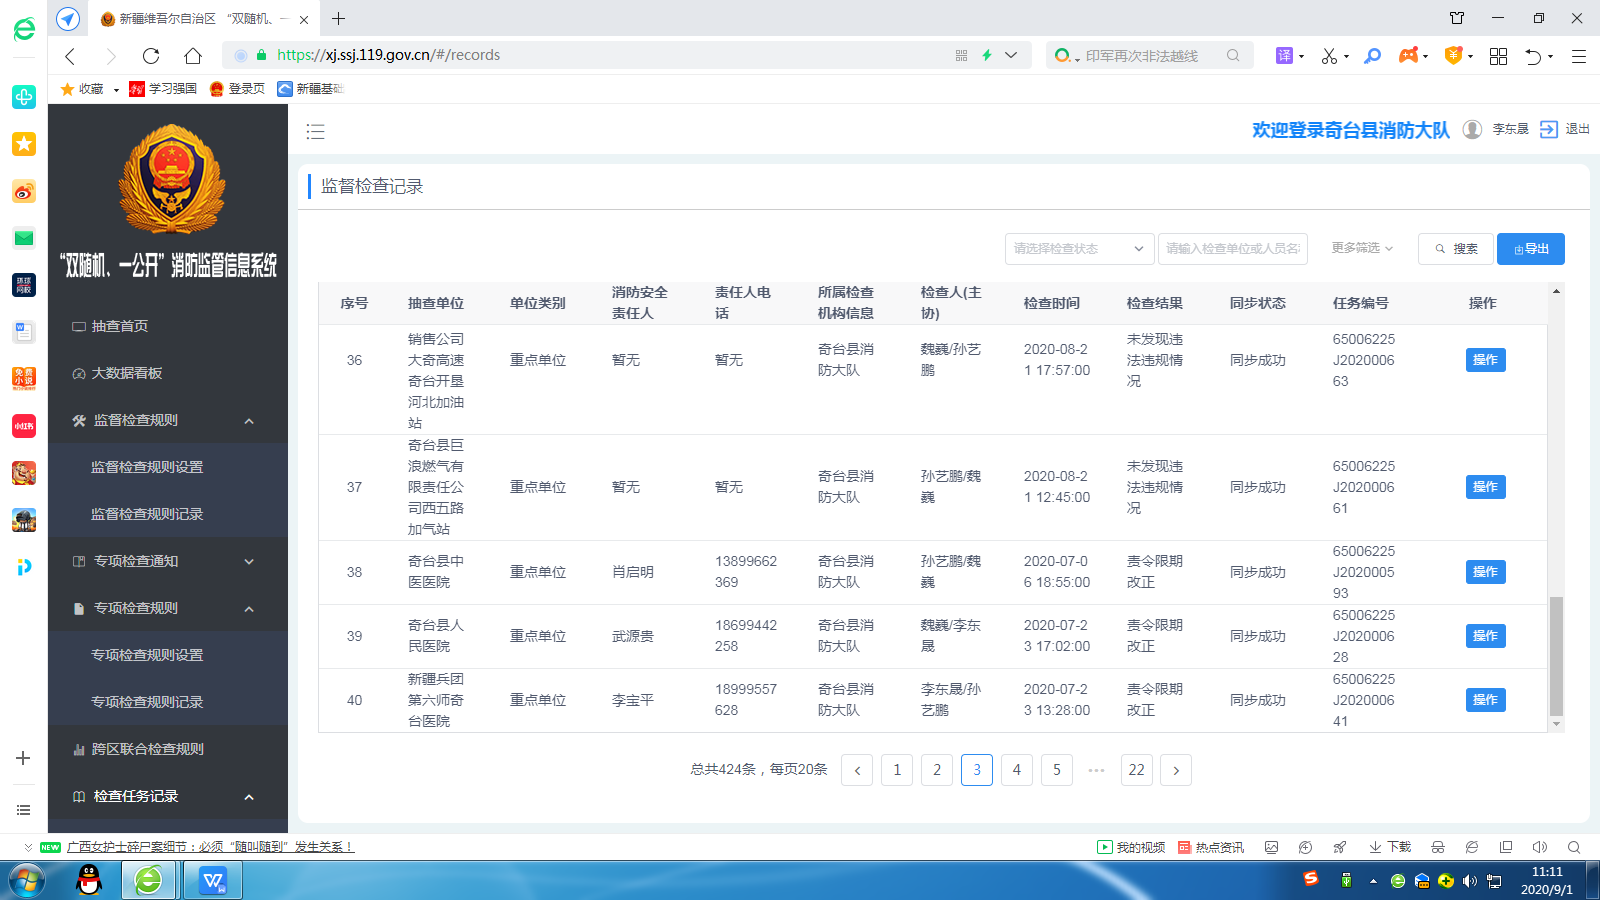 新疆维吾尔自治区 “双随机、一
https://xj.ssj.119.gov.cn/#/records
印军再次非法越线
译
收藏
学习强国
登录页
新疆基础
“双随机、一公开”消防监管信息系统
抽查首页
大数据看板
监督检查规则
监督检查规则设置
监督检查规则记录
专项检查通知
专项检查规则
专项检查规则设置
专项检查规则记录
跨区联合检查规则
检查任务记录
欢迎登录奇台县消防大队
李东晟
退出
监督检查记录
请选择检查状态
请输入检查单位或人员名
更多筛选
搜索
导出
序号 抽查单位 单位类别 消防安全责任人 责任人电话 所属检查机构信息 检查人(主协) 检查时间 检查结果 同步状态 任务编号 操作
36 销售公司大奇高速奇台开垦河北加油站 重点单位 暂无 暂无 奇台县消防大队 魏巍/孙艺鹏 2020-08-21 17:57:00 未发现违法违规情况 同步成功 65006225J202000663 操作
37 奇台县巨浪燃气有限责任公司西五路加气站 重点单位 暂无 暂无 奇台县消防大队 孙艺鹏/魏巍 2020-08-21 12:45:00 未发现违法违规情况 同步成功 65006225J202000661 操作
38 奇台县中医医院 重点单位 肖启明 13899662369 奇台县消防大队 孙艺鹏/魏巍 2020-07-06 18:55:00 责令限期改正 同步成功 65006225J202000593 操作
39 奇台县人民医院 重点单位 武源贵 18699442258 奇台县消防大队 魏巍/李东晟 2020-07-23 17:02:00 责令限期改正 同步成功 65006225J202000628 操作
40 新疆兵团第六师奇台医院 重点单位 李宝平 18999557628 奇台县消防大队 李东晟/孙艺鹏 2020-07-23 13:28:00 责令限期改正 同步成功 65006225J202000641 操作
总共424条，每页20条
1 2 3 4 5 ••• 22
NEW 广西女护士碎尸案细节：必须“随叫随到”发生关系！
我的视频
热点资讯
下载
11:11
2020/9/1
环球网校
免费小说
小红书